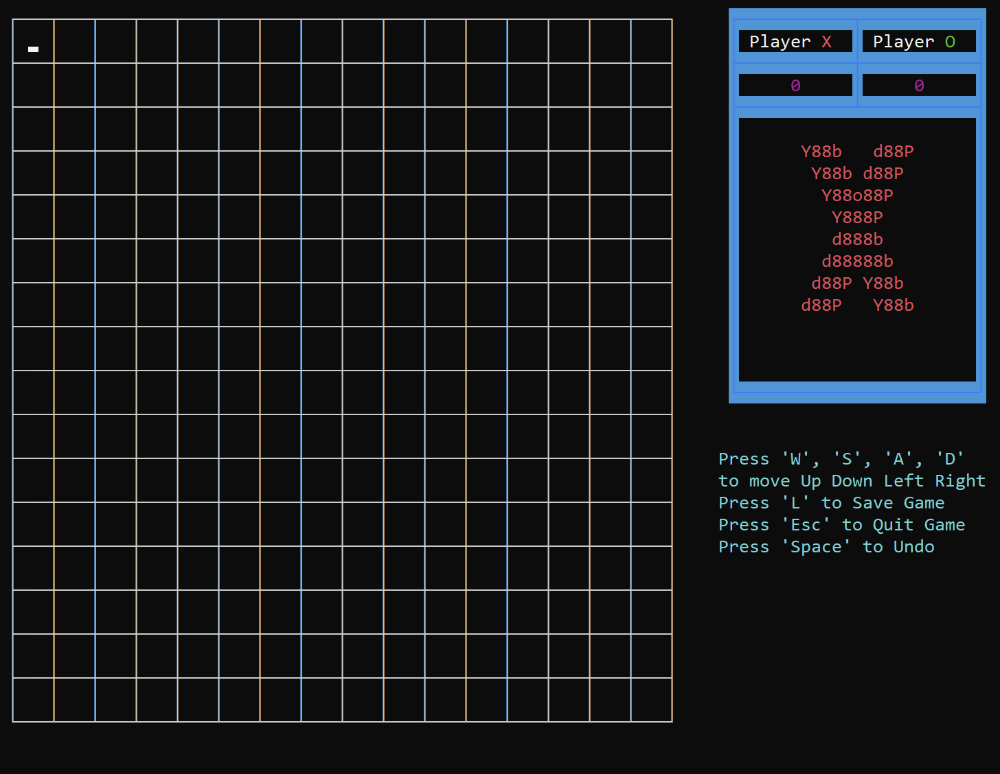 Player X Player O
0 0
Y88b   d88P
Y88b d88P
Y88o88P
Y888P
d888b
d88888b
d88P Y88b
d88P   Y88b
Press 'W', 'S', 'A', 'D'
to move Up Down Left Right
Press 'L' to Save Game
Press 'Esc' to Quit Game
Press 'Space' to Undo